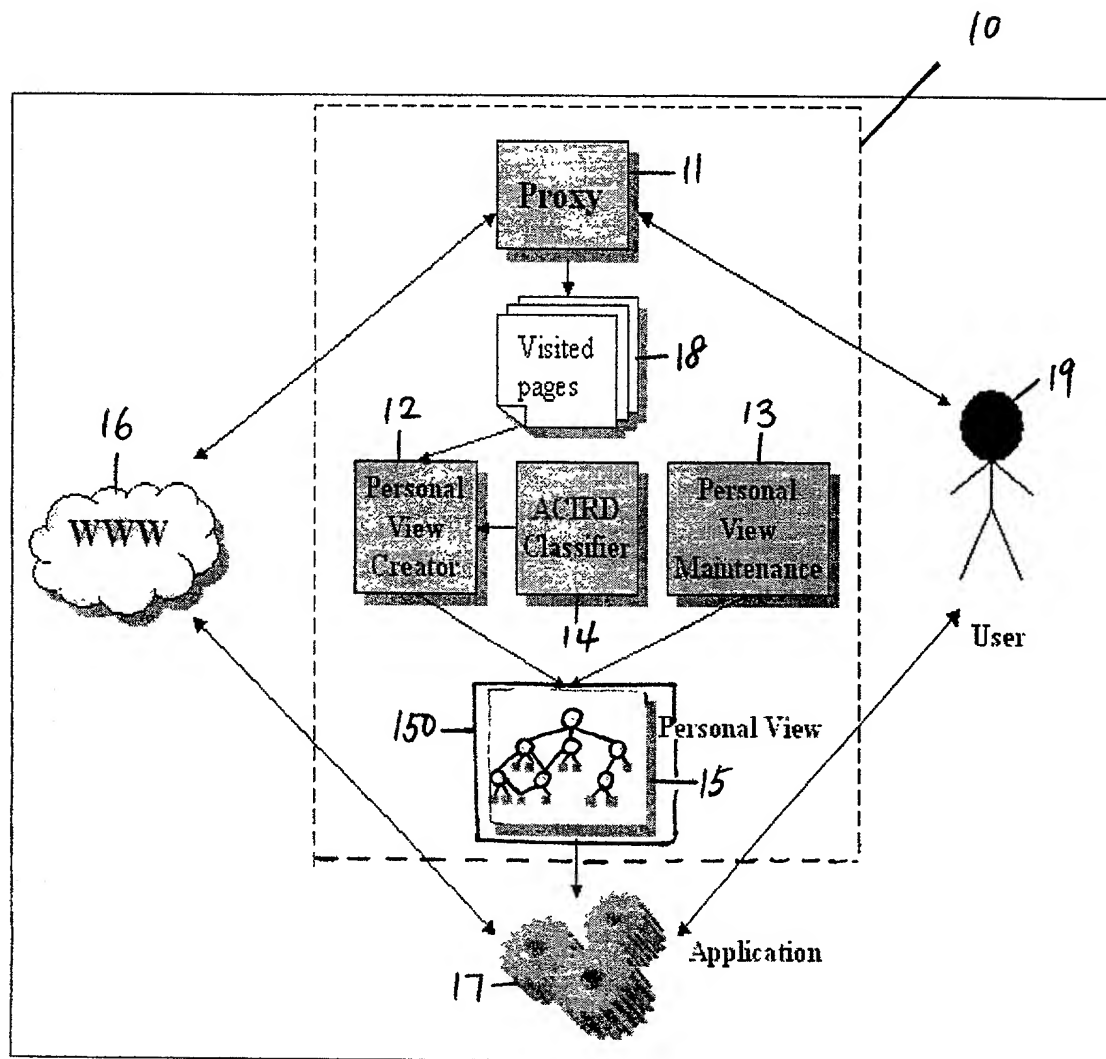 10
11
Proxy
Visited
pages
18
19
16
WWW
12
13
Personal
View
Creator
ACIRD
Classifier
Personal
View
Maintenance
14
User
150
Personal View
15
Application
17